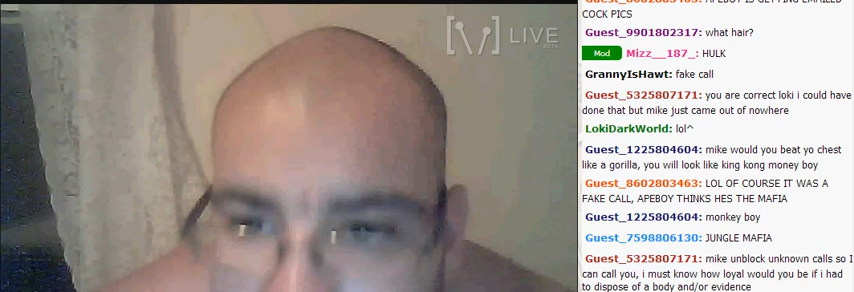 [\/] LIVE
BETA
COCK PICS
Guest_9901802317: what hair?
Mod Mizz__187_: HULK
GrannyIsHawt: fake call
Guest_5325807171: you are correct loki i could have
done that but mike just came out of nowhere
LokiDarkWorld: lol^
Guest_1225804604: mike would you beat yo chest
like a gorilla, you will look like king kong money boy
Guest_8602803463: LOL OF COURSE IT WAS A
FAKE CALL, APEBOY THINKS HES THE MAFIA
Guest_1225804604: monkey boy
Guest_7598806130: JUNGLE MAFIA
Guest_5325807171: mike unblock unknown calls so I
can call you, i must know how loyal would you be if i had
to dispose of a body and/or evidence